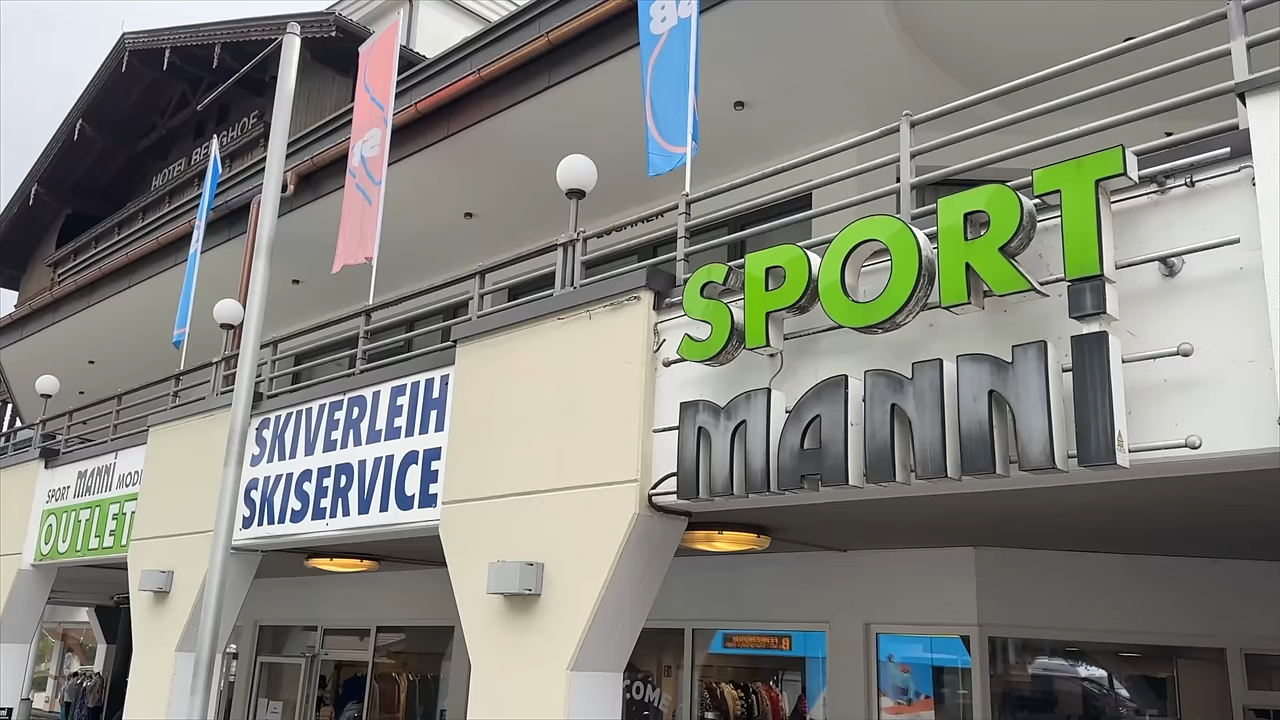 HOTEL BERGHOF
SPORT
MANNI
SKIVERLEIH
SKISERVICE
SPORT MANNI MODE
OUTLET